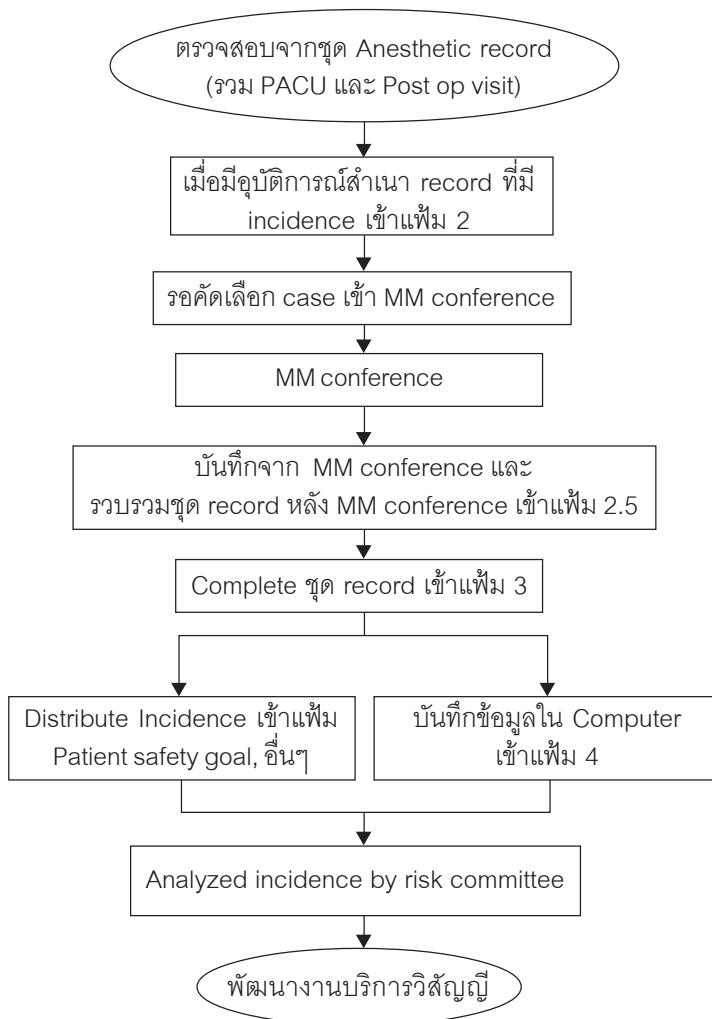 ตรวจสอบจากชุด Anesthetic record
(รวม PACU และ Post op visit)
เมื่อมีอุบัติการณ์สำเนา record ที่มี
incidence เข้าแฟ้ม 2
รอคัดเลือก case เข้า MM conference
MM conference
บันทึกจาก MM conference และ
รวบรวมชุด record หลัง MM conference เข้าแฟ้ม 2.5
Complete ชุด record เข้าแฟ้ม 3
Distribute Incidence เข้าแฟ้ม
Patient safety goal, อื่นๆ
บันทึกข้อมูลใน Computer
เข้าแฟ้ม 4
Analyzed incidence by risk committee
พัฒนางานบริการวิสัญญี